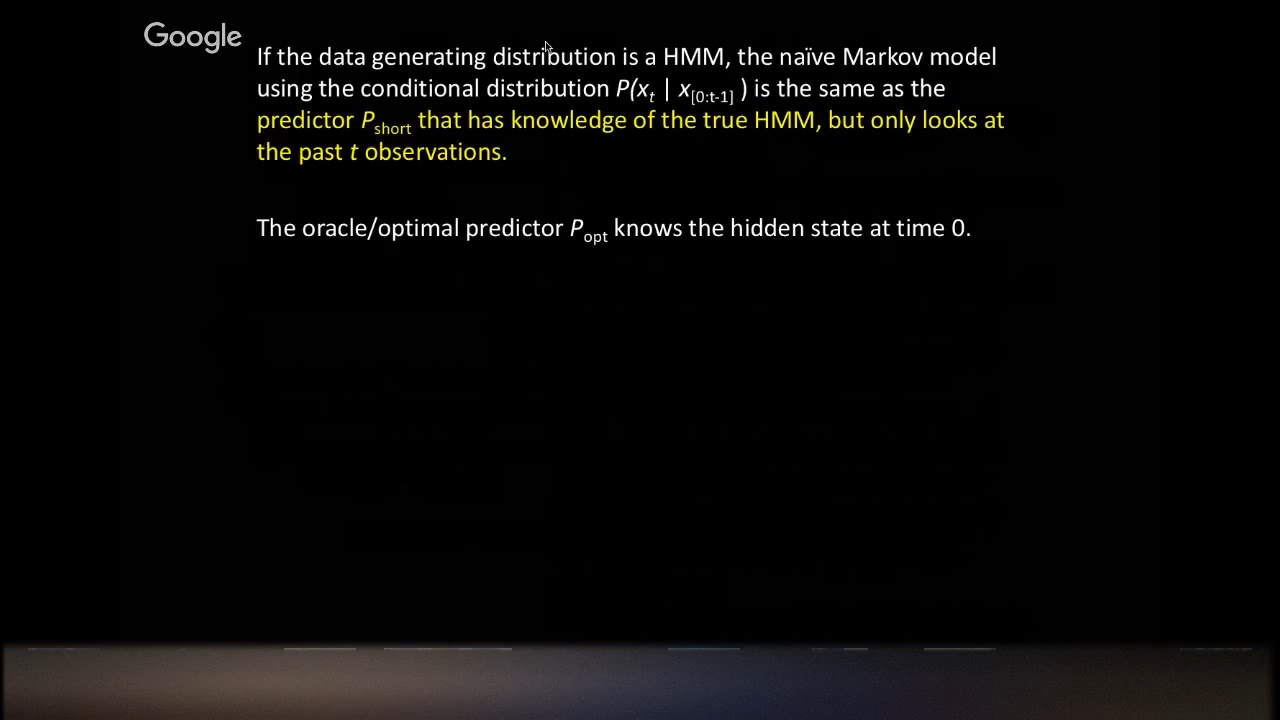 Google
If the data generating distribution is a HMM, the naïve Markov model
using the conditional distribution P(xt | x[0:t-1] ) is the same as the
predictor Pshort that has knowledge of the true HMM, but only looks at
the past t observations.
The oracle/optimal predictor Popt knows the hidden state at time 0.